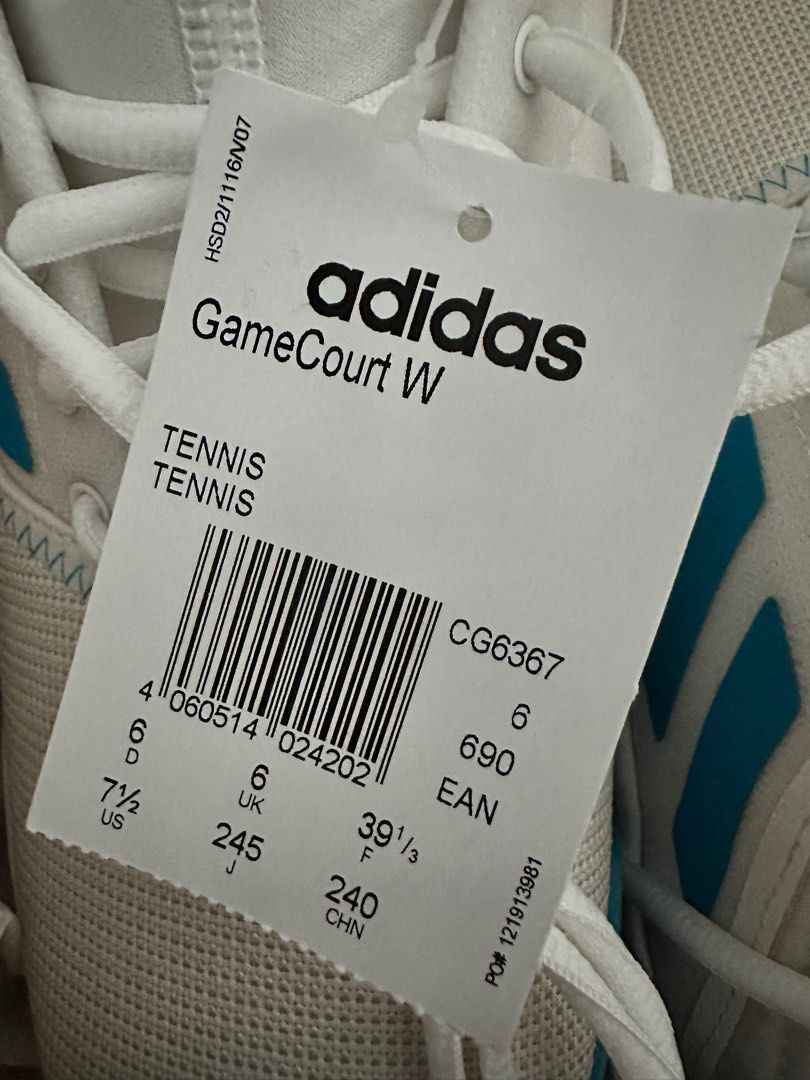 HSD2/1116/V07
adidas
GameCourt W
TENNIS
TENNIS
CG6367
6
690
EAN
4 060514 024202
6
D
6
UK
39 1/3
F
7½
US
245
J
240
CHN
PO# 121913981